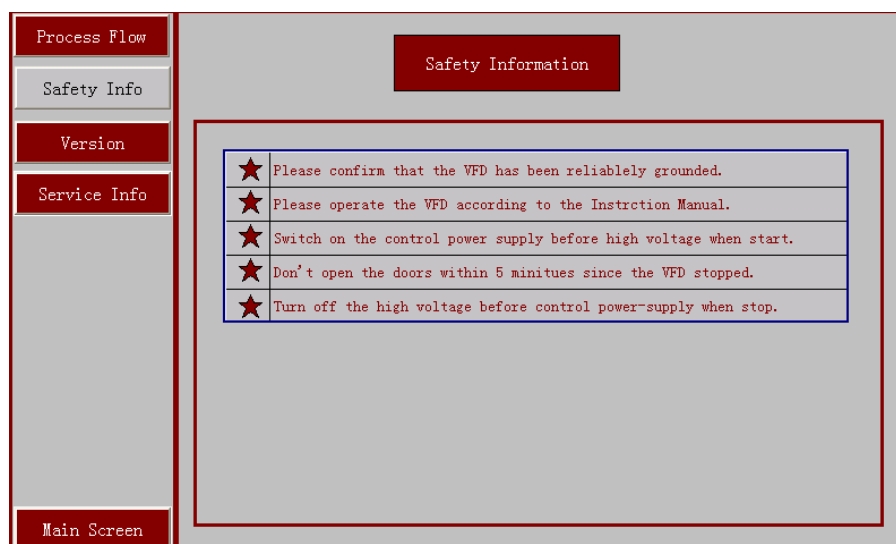 Process Flow
Safety Info
Version
Service Info
Main Screen
Safety Information
Please confirm that the VFD has been reliablely grounded.
Please operate the VFD according to the Instrction Manual.
Switch on the control power supply before high voltage when start.
Don't open the doors within 5 minitues since the VFD stopped.
Turn off the high voltage before control power-supply when stop.